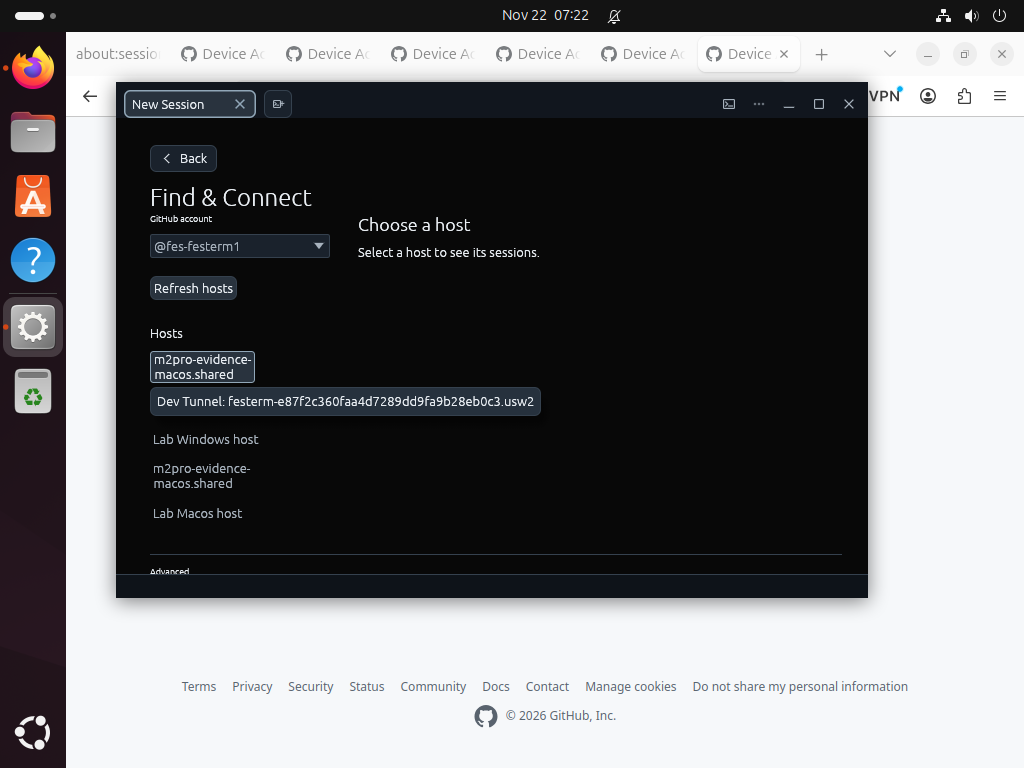 Nov 22 07:22
about:sessio
Device Ac
Device Ac
Device Ac
Device Ac
Device Ac
Device
VPN
New Session
Back
Find & Connect
GitHub account
@fes-festerm1
Refresh hosts
Choose a host
Select a host to see its sessions.
Hosts
m2pro-evidence-
macos.shared
Dev Tunnel: festerm-e87f2c360faa4d7289dd9fa9b28eb0c3.usw2
Lab Windows host
m2pro-evidence-
macos.shared
Lab Macos host
Advanced
Terms Privacy Security Status Community Docs Contact Manage cookies Do not share my personal information
© 2026 GitHub, Inc.